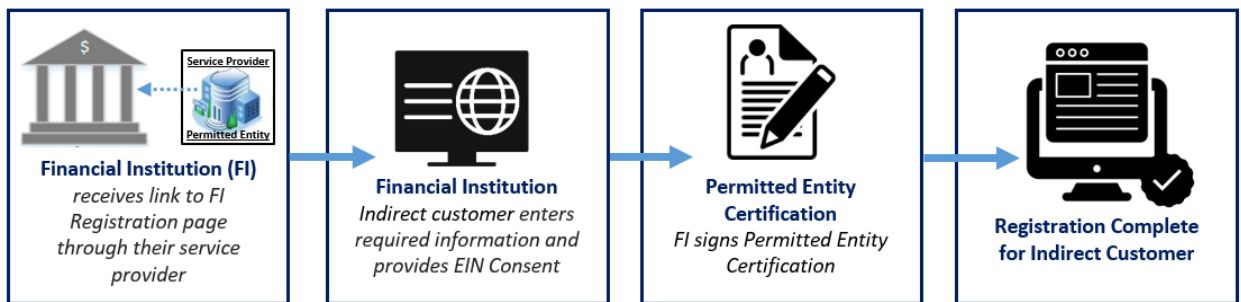 $
Service Provider
Permitted Entity
Financial Institution (FI)
receives link to FI
Registration page
through their service
provider
Financial Institution
Indirect customer enters
required information and
provides EIN Consent
Permitted Entity
Certification
FI signs Permitted Entity
Certification
Registration Complete
for Indirect Customer